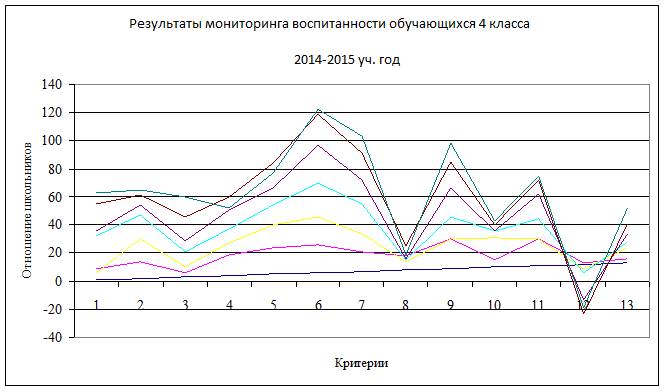 Результаты мониторинга воспитанности обучающихся 4 класса
2014-2015 уч. год
Отношение школьников
140
120
100
80
60
40
20
0
-20
-40
1 2 3 4 5 6 7 8 9 10 11 12 13
Критерии